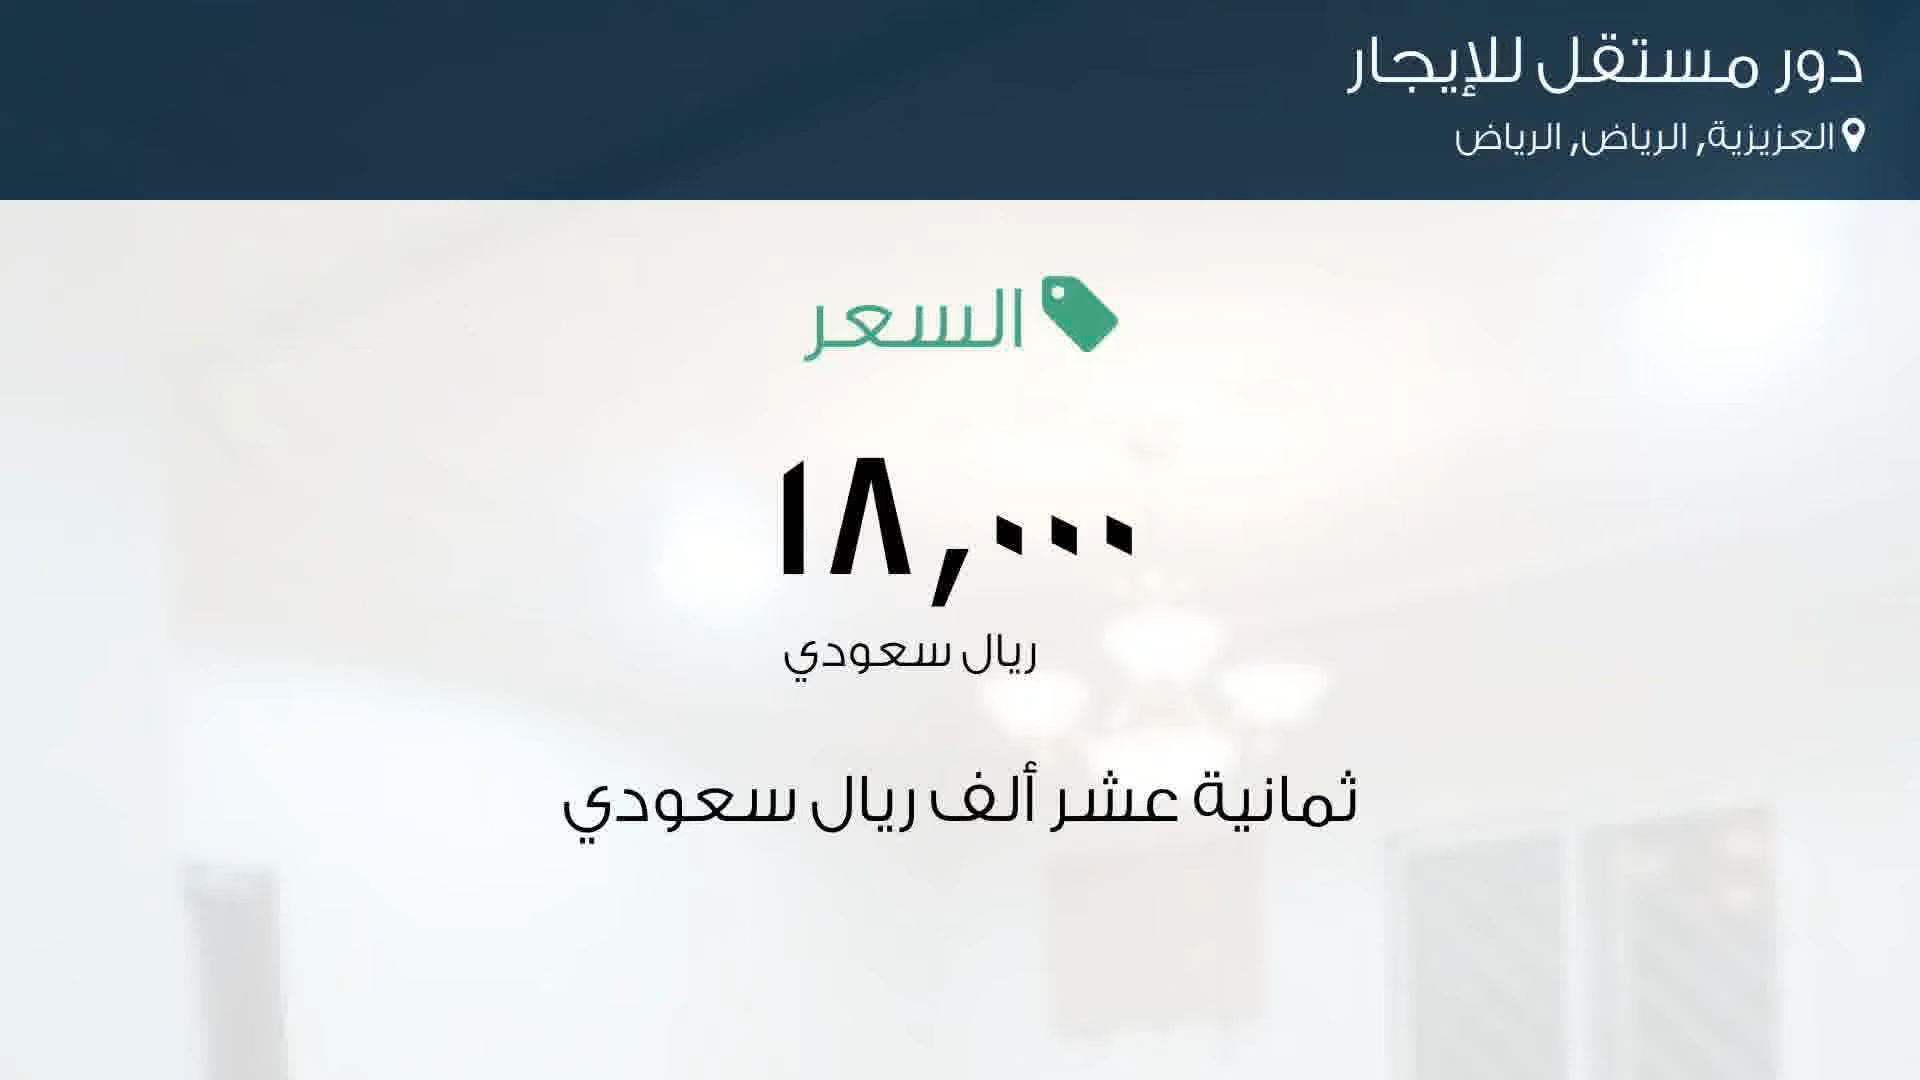 دور مستقل للإيجار
العزيزية, الرياض, الرياض
السعر
١٨,٠٠٠
ريال سعودي
ثمانية عشر ألف ريال سعودي